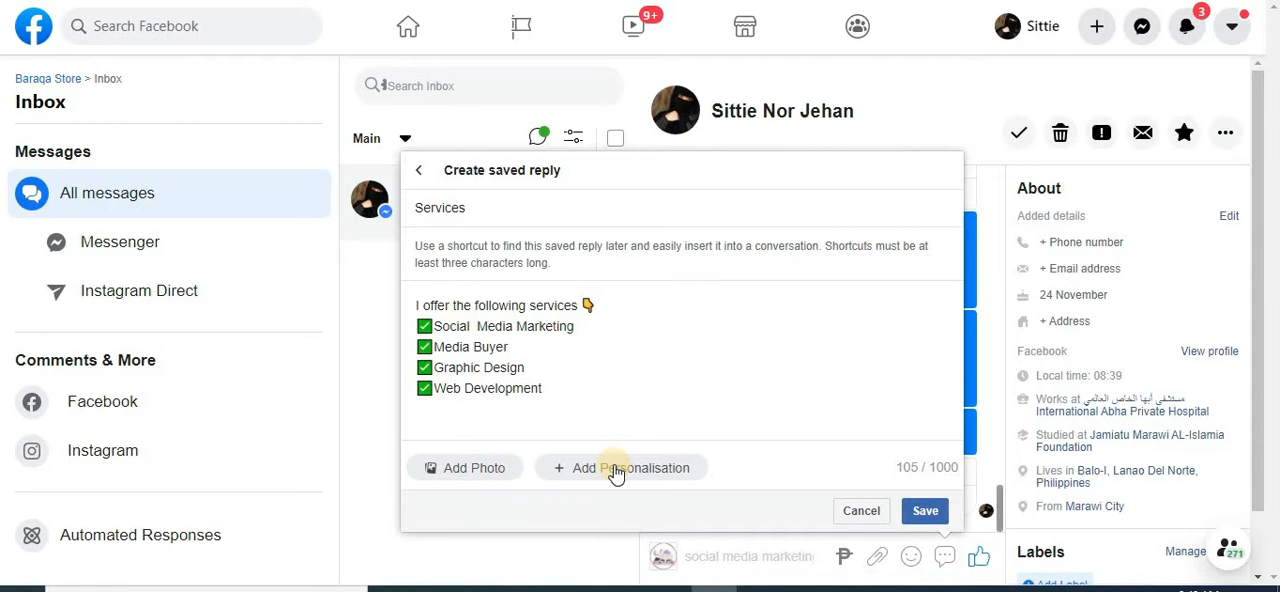 Search Facebook
9+
Sittie
3
Baraqa Store > Inbox
Inbox
Messages
All messages
Messenger
Instagram Direct
Comments & More
Facebook
Instagram
Automated Responses
Search Inbox
Main
Sittie Nor Jehan
Create saved reply
Services
Use a shortcut to find this saved reply later and easily insert it into a conversation. Shortcuts must be at
least three characters long.
I offer the following services 👇
✅Social Media Marketing
✅Media Buyer
✅Graphic Design
✅Web Development
Add Photo
+ Add Personalisation
105 / 1000
Cancel
Save
social media marketin
About
Added details
Edit
+ Phone number
+ Email address
24 November
+ Address
Facebook
View profile
Local time: 08:39
Works at مستشفى أبها الخاص العالمي
International Abha Private Hospital
Studied at Jamiatu Marawi AL-Islamia
Foundation
Lives in Balo-I, Lanao Del Norte,
Philippines
From Marawi City
Labels
Manage
271
Add Label